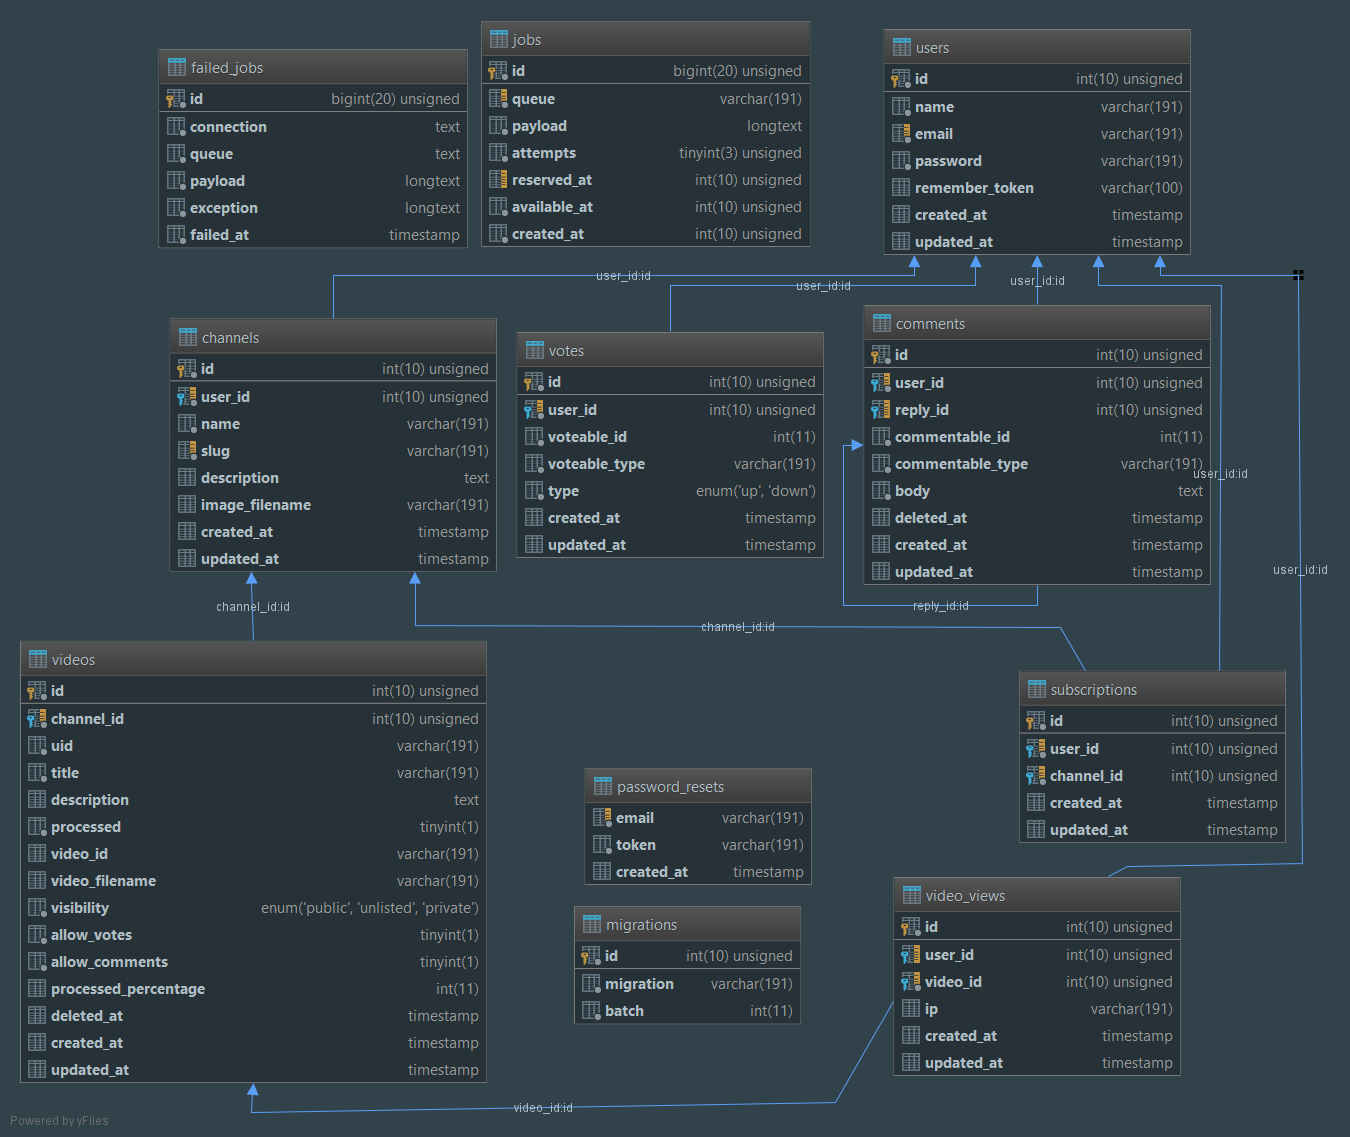 failed_jobs
id bigint(20) unsigned
connection text
queue text
payload longtext
exception longtext
failed_at timestamp
jobs
id bigint(20) unsigned
queue varchar(191)
payload longtext
attempts tinyint(3) unsigned
reserved_at int(10) unsigned
available_at int(10) unsigned
created_at int(10) unsigned
users
id int(10) unsigned
name varchar(191)
email varchar(191)
password varchar(191)
remember_token varchar(100)
created_at timestamp
updated_at timestamp
user_id:id
user_id:id
user_id:id
channels
id int(10) unsigned
user_id int(10) unsigned
name varchar(191)
slug varchar(191)
description text
image_filename varchar(191)
created_at timestamp
updated_at timestamp
votes
id int(10) unsigned
user_id int(10) unsigned
voteable_id int(11)
voteable_type varchar(191)
type enum('up', 'down')
created_at timestamp
updated_at timestamp
comments
id int(10) unsigned
user_id int(10) unsigned
reply_id int(10) unsigned
commentable_id int(11)
commentable_type varchar(191)
body text
deleted_at timestamp
created_at timestamp
updated_at timestamp
user_id:id
user_id:id
channel_id:id
reply_id:id
channel_id:id
videos
id int(10) unsigned
channel_id int(10) unsigned
uid varchar(191)
title varchar(191)
description text
processed tinyint(1)
video_id varchar(191)
video_filename varchar(191)
visibility enum('public', 'unlisted', 'private')
allow_votes tinyint(1)
allow_comments tinyint(1)
processed_percentage int(11)
deleted_at timestamp
created_at timestamp
updated_at timestamp
subscriptions
id int(10) unsigned
user_id int(10) unsigned
channel_id int(10) unsigned
created_at timestamp
updated_at timestamp
password_resets
email varchar(191)
token varchar(191)
created_at timestamp
migrations
id int(10) unsigned
migration varchar(191)
batch int(11)
video_views
id int(10) unsigned
user_id int(10) unsigned
video_id int(10) unsigned
ip varchar(191)
created_at timestamp
updated_at timestamp
video_id:id
Powered by yFiles